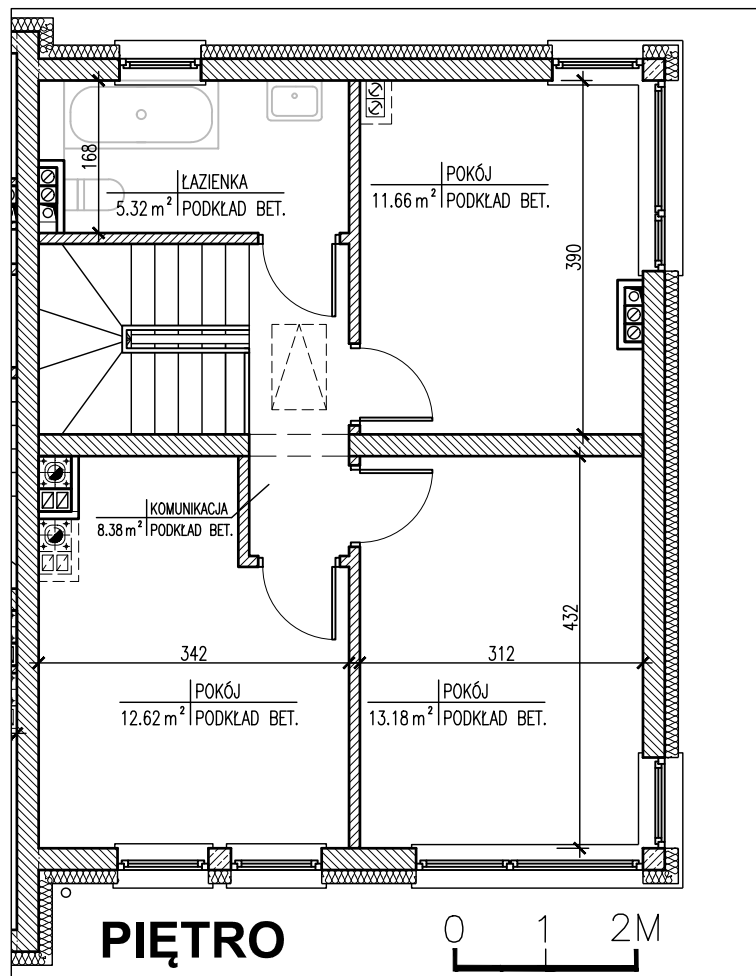 168
ŁAZIENKA
5.32 m² PODKŁAD BET.
POKÓJ
11.66 m² PODKŁAD BET.
390
KOMUNIKACJA
8.38 m² PODKŁAD BET.
432
342
312
POKÓJ
12.62 m² PODKŁAD BET.
POKÓJ
13.18 m² PODKŁAD BET.
PIĘTRO
0 1 2M